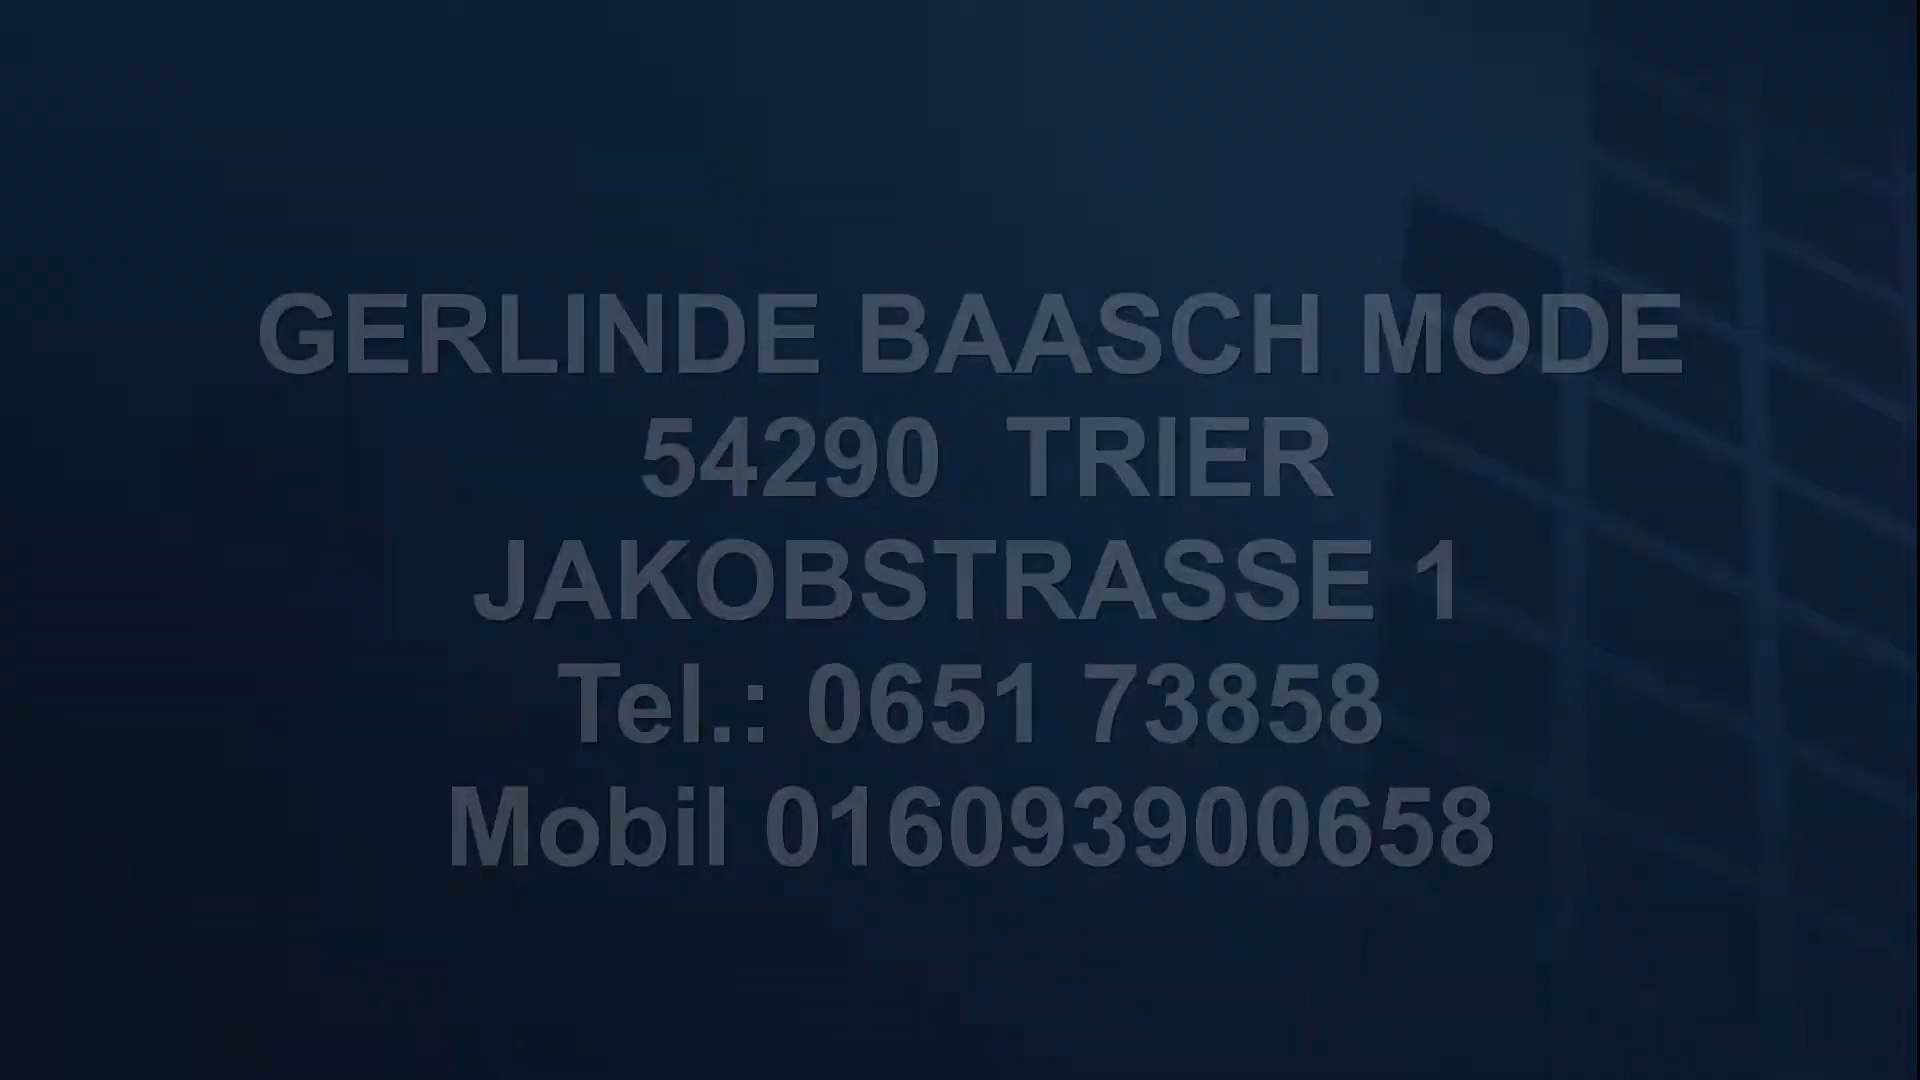 GERLINDE BAASCH MODE
54290  TRIER
JAKOBSTRASSE 1
Tel.: 0651 73858
Mobil 016093900658